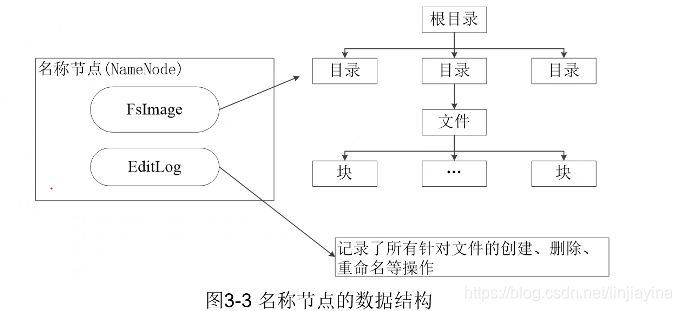 根目录
名称节点(NameNode)
目录 目录 目录
FsImage
文件
EditLog
块 … 块
记录了所有针对文件的创建、删除、
重命名等操作
图3-3 名称节点的数据结构
https://blog.csdn.net/linjiayina